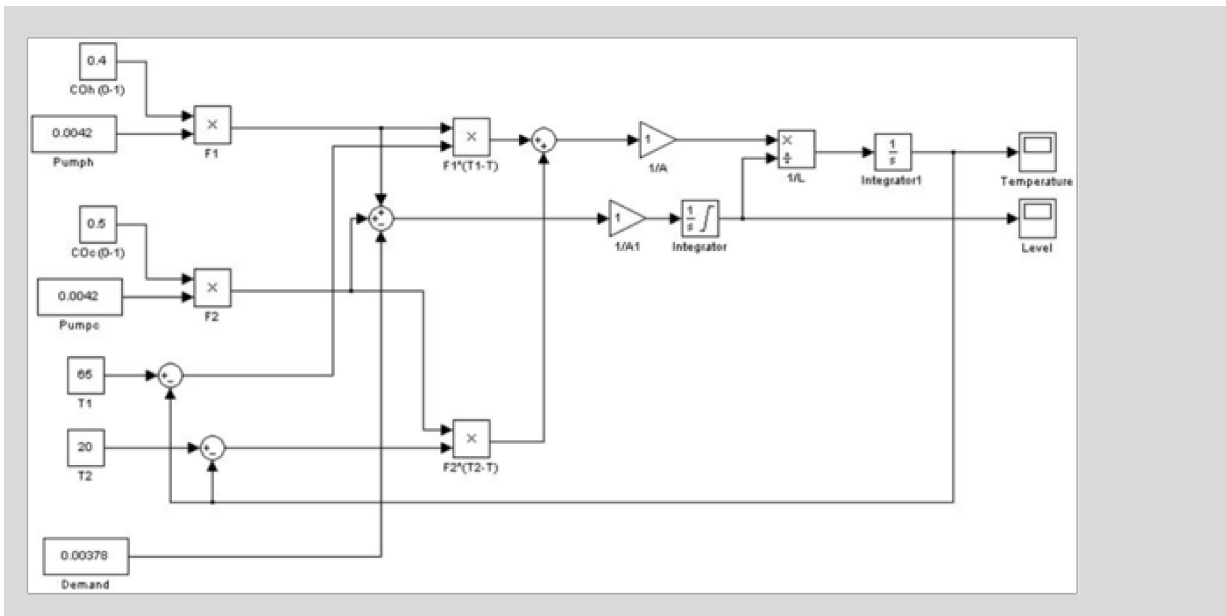 0.4
COh (0-1)
0.0042
Pumph
×
F1
×
F1*(T1-T)
+
+
1
1/A
×
÷
1/L
1
s
Integrator1
Temperature
0.5
COc (0-1)
+
+
−
1
1/A1
1
s
Integrator
Level
0.0042
Pumpc
×
F2
65
T1
+
−
20
T2
+
−
×
F2*(T2-T)
0.00378
Demand